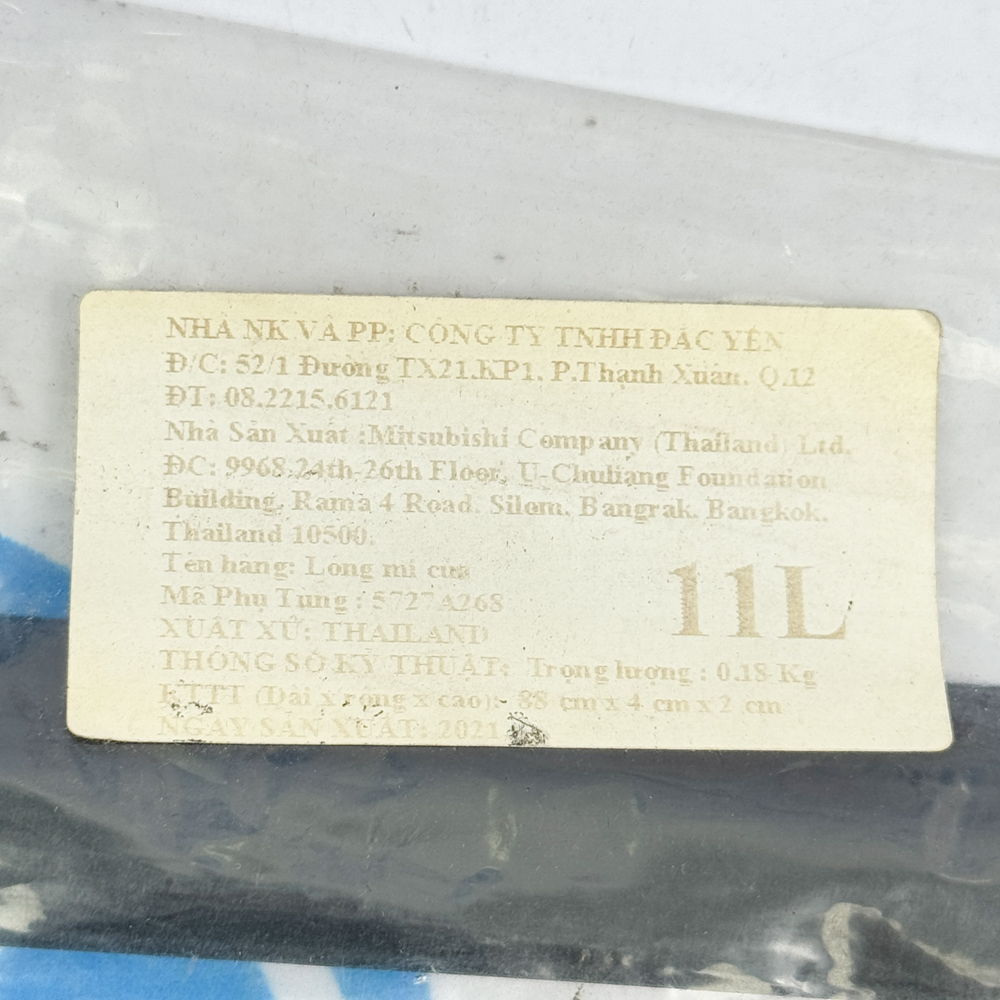 NHÀ NK VÀ PP: CÔNG TY TNHH ĐẮC YẾN
Đ/C: 52/1 Đường TX21.KP1. P.Thạnh Xuân. Q.12
ĐT: 08.2215.6121
Nhà Sản Xuất :Mitsubishi Company (Thailand) Ltd.
ĐC: 9968.24th-26th Floor, U-Chuliang Foundation
Building, Rama 4 Road. Silom. Bangrak. Bangkok.
Thailand 10500.
Tên hàng: Long mi cửa
Mã Phụ Tùng : 5727A268
11L
XUẤT XỨ: THAILAND
THÔNG SỐ KỸ THUẬT: Trọng lượng : 0.18 Kg
KTTT (Dài x rộng x cao): 88 cm x 4 cm x 2 cm
NGÀY SẢN XUẤT: 2021